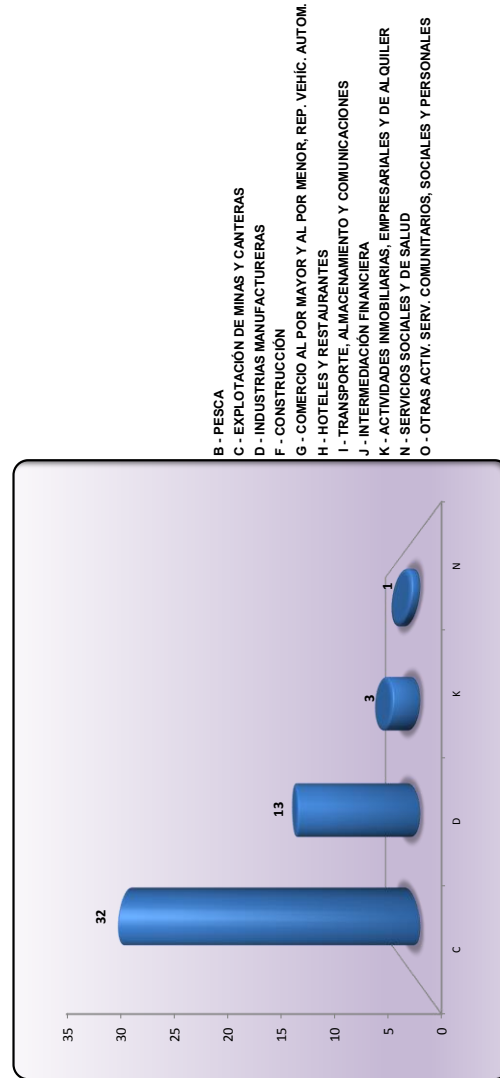 35
30
25
20
15
10
5
0
32
13
3
1
C
D
K
N
B - PESCA
C - EXPLOTACIÓN DE MINAS Y CANTERAS
D - INDUSTRIAS MANUFACTURERAS
F - CONSTRUCCIÓN
G - COMERCIO AL POR MAYOR Y AL POR MENOR, REP. VEHÍC. AUTOM.
H - HOTELES Y RESTAURANTES
I - TRANSPORTE, ALMACENAMIENTO Y COMUNICACIONES
J - INTERMEDIACIÓN FINANCIERA
K - ACTIVIDADES INMOBILIARIAS, EMPRESARIALES Y DE ALQUILER
N - SERVICIOS SOCIALES Y DE SALUD
O - OTRAS ACTIV. SERV. COMUNITARIOS, SOCIALES Y PERSONALES